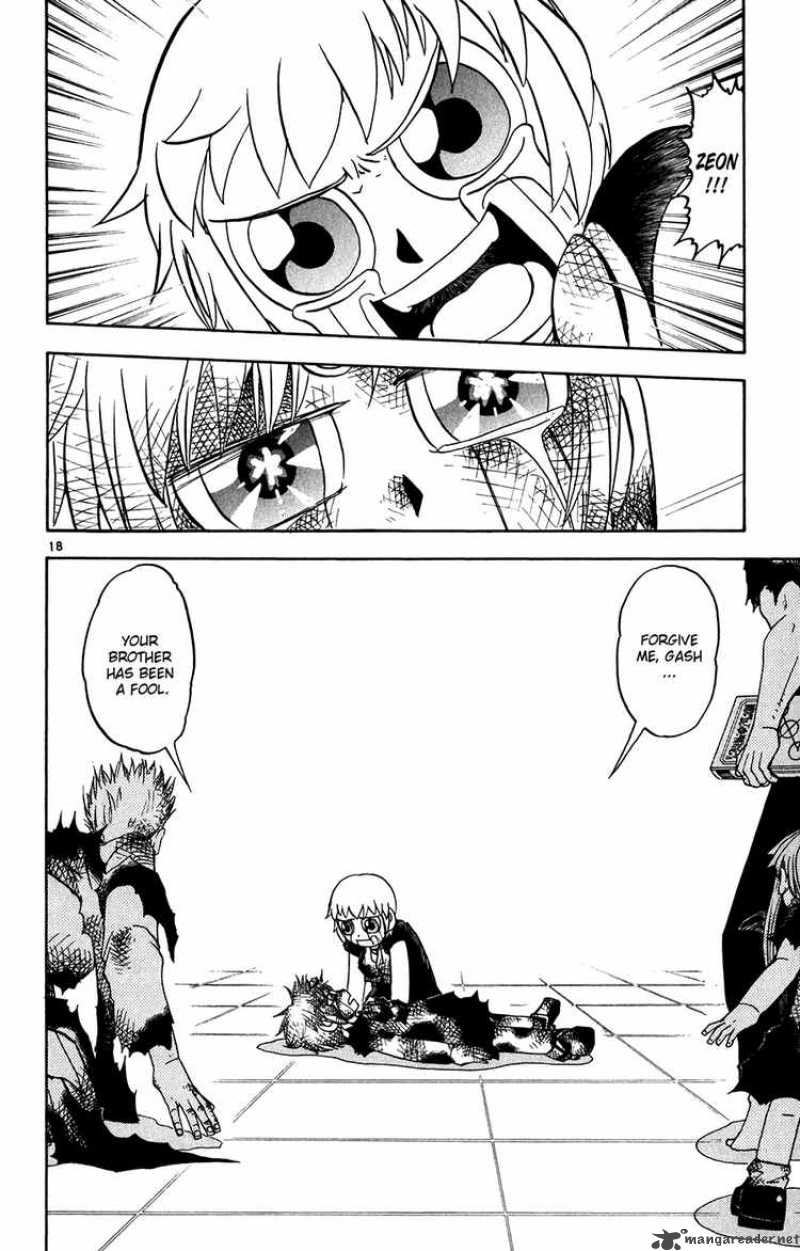 ZEON
!!!
18
FORGIVE
ME, GASH
...
YOUR
BROTHER
HAS BEEN
A FOOL.
mangareader.net